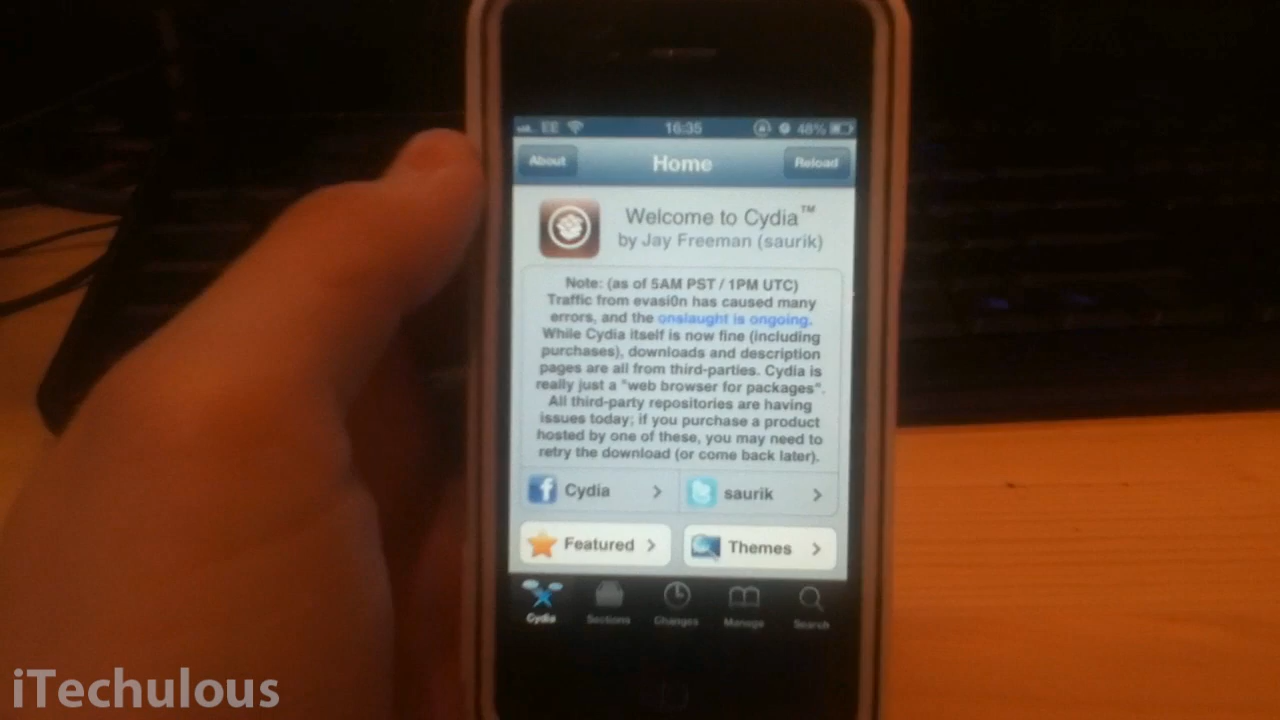 EE 16:35 48%
About Home Reload
Welcome to Cydia™
by Jay Freeman (saurik)
Note: (as of 5AM PST / 1PM UTC)
Traffic from evasi0n has caused many
errors, and the onslaught is ongoing.
While Cydia itself is now fine (including
purchases), downloads and description
pages are all from third-parties. Cydia is
really just a "web browser for packages".
All third-party repositories are having
issues today; if you purchase a product
hosted by one of these, you may need to
retry the download (or come back later).
Cydia saurik
Featured Themes
Cydia Sections Changes Manage Search
iTechulous